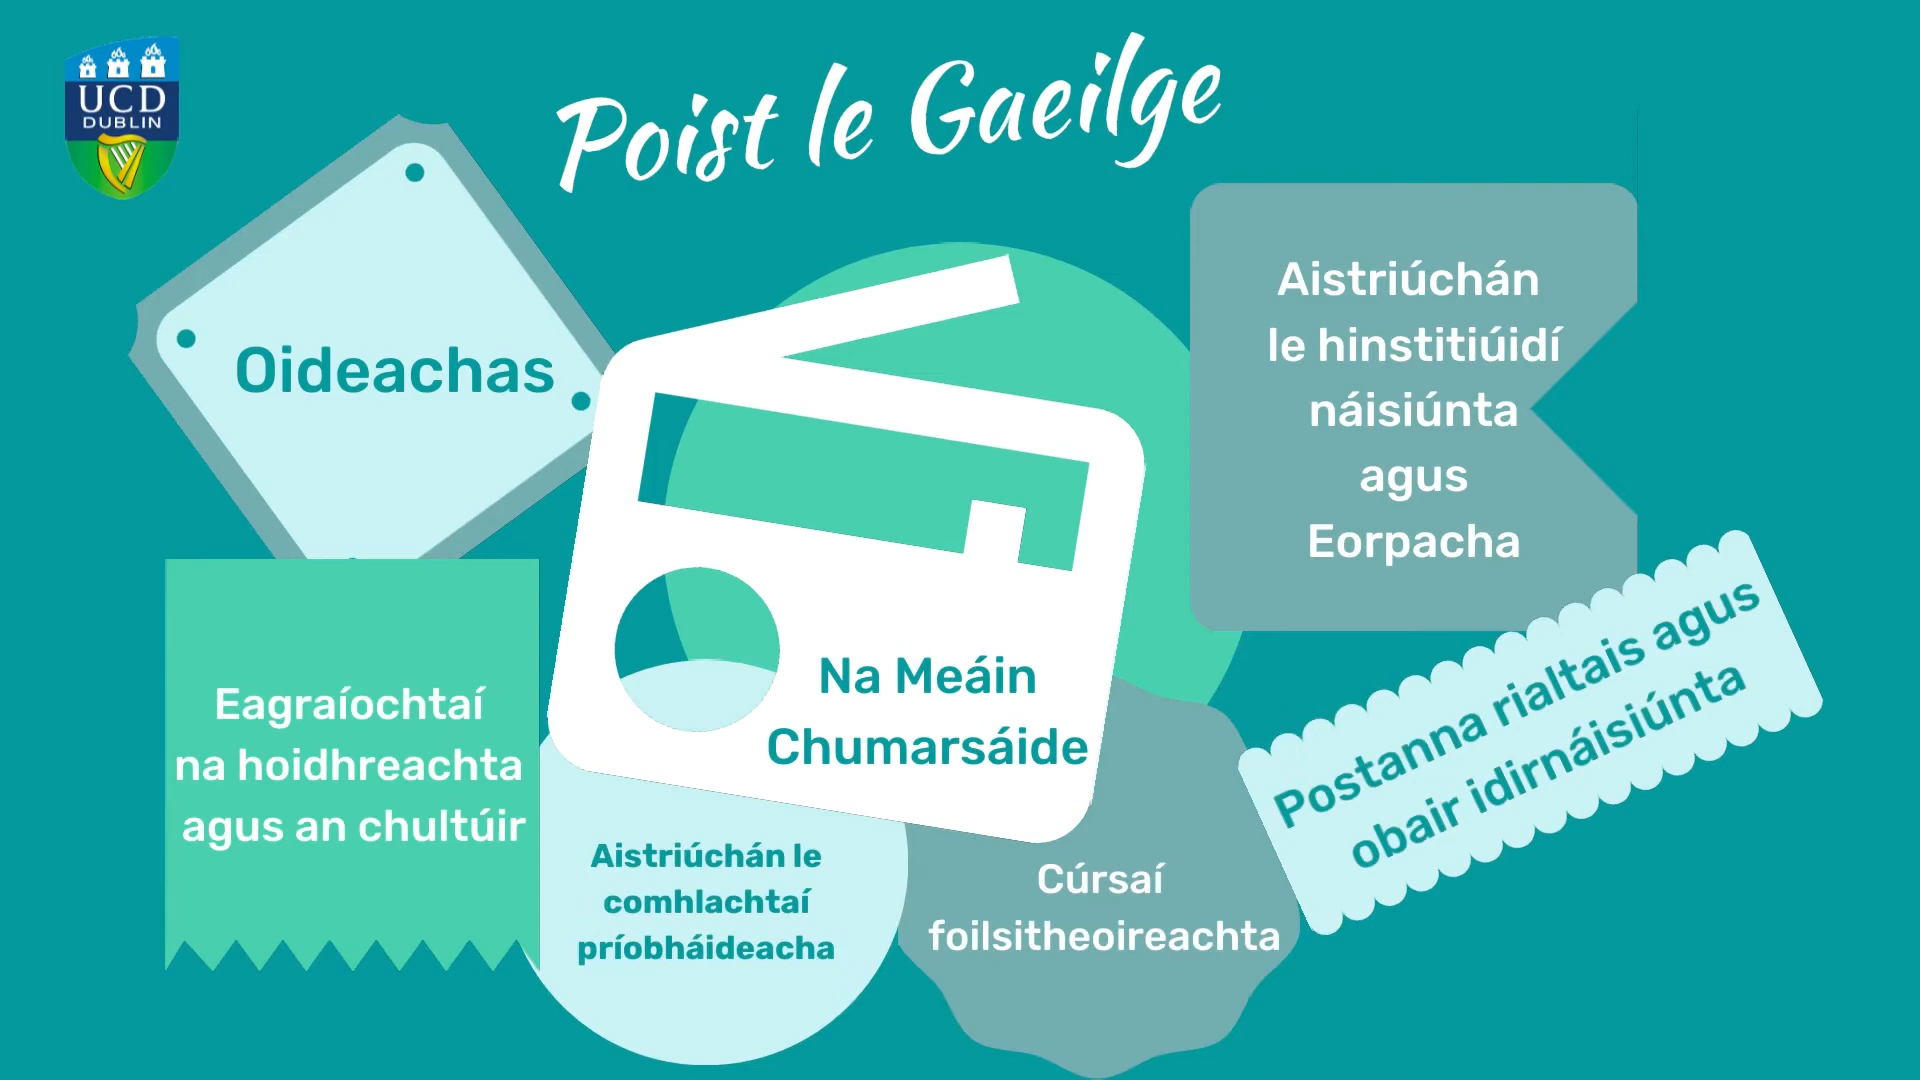 UCD
DUBLIN
Poist le Gaeilge
Oideachas
Aistriúchán
le hinstitiúidí
náisiúnta
agus
Eorpacha
Na Meáin
Chumarsáide
Eagraíochtaí
na hoidhreachta
agus an chultúir
Aistriúchán le
comhlachtaí
príobháideacha
Cúrsaí
foilsitheoireachta
Postanna rialtais agus
obair idirnáisiúnta